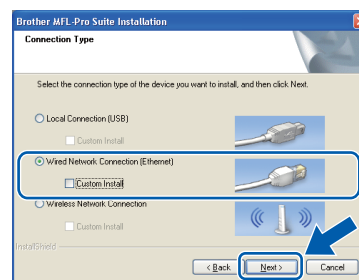 Brother MFL-Pro Suite Installation
Connection Type
Select the connection type of the device you want to install, and then click Next.
Local Connection (USB)
Custom Install
Wired Network Connection (Ethernet)
Custom Install
Wireless Network Connection
Custom Install
InstallShield
< Back
Next >
Cancel